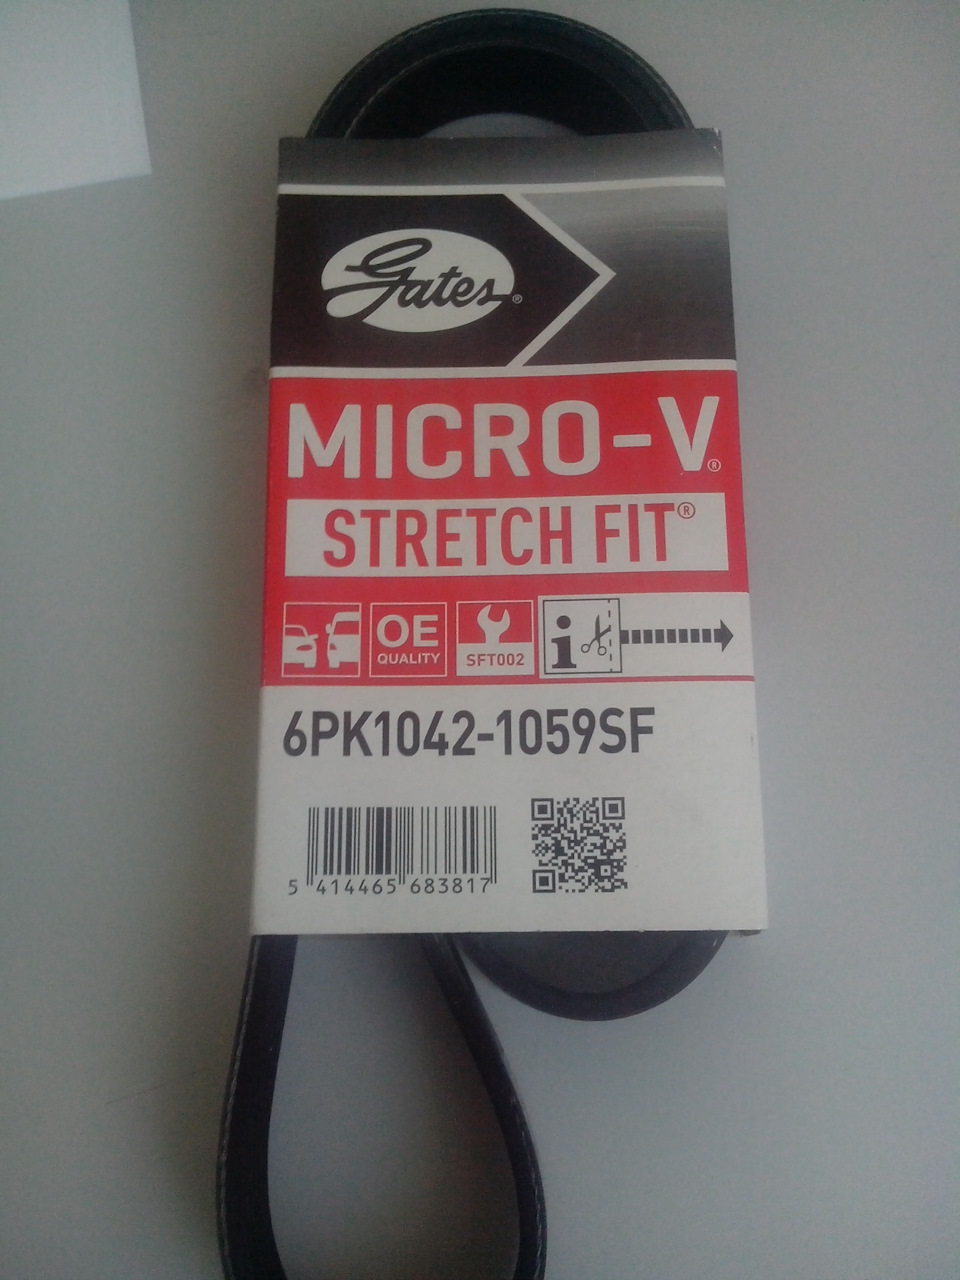 Gates®
MICRO-V®
STRETCH FIT®
OE
QUALITY
SFT002
i
6PK1042-1059SF
5 414465 683817